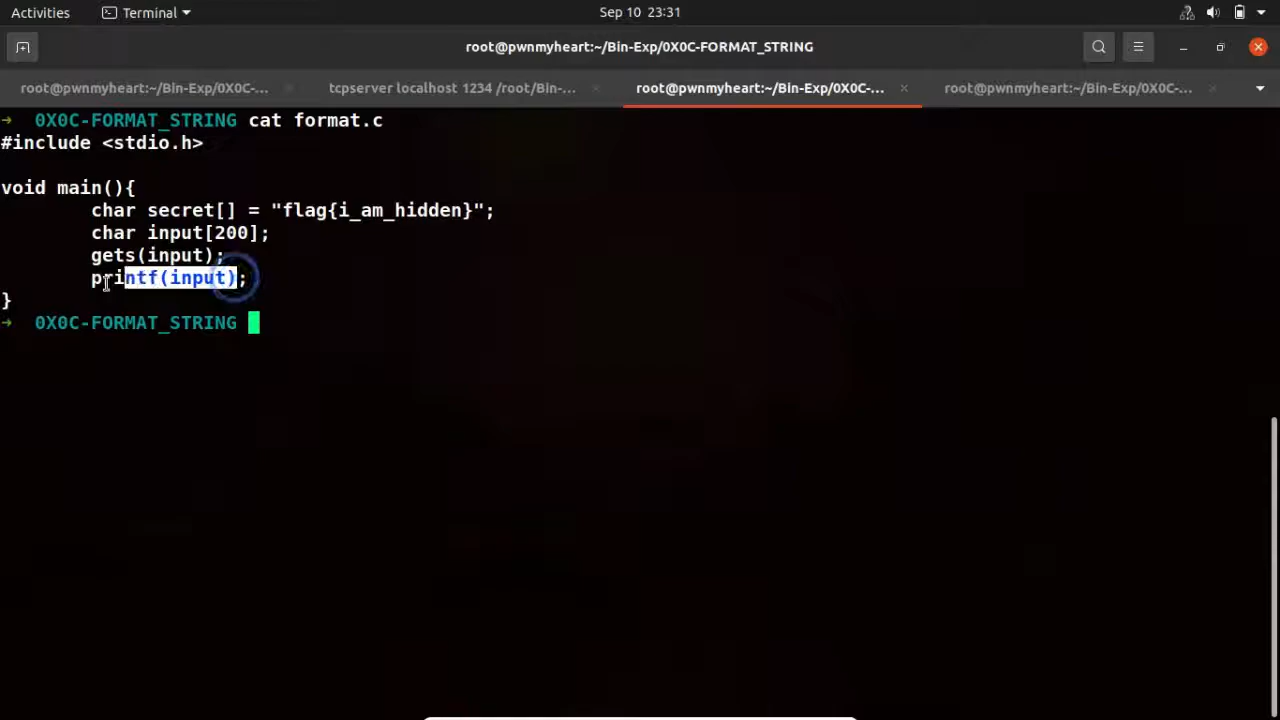 Activities Terminal Sep 10 23:31
root@pwnmyheart:~/Bin-Exp/0X0C-FORMAT_STRING
root@pwnmyheart:~/Bin-Exp/0X0C-... tcpserver localhost 1234 /root/Bin-... root@pwnmyheart:~/Bin-Exp/0X0C-... root@pwnmyheart:~/Bin-Exp/0X0C-...
→ 0X0C-FORMAT_STRING cat format.c
#include <stdio.h>
void main(){
char secret[] = "flag{i_am_hidden}";
char input[200];
gets(input);
printf(input);
}
→ 0X0C-FORMAT_STRING